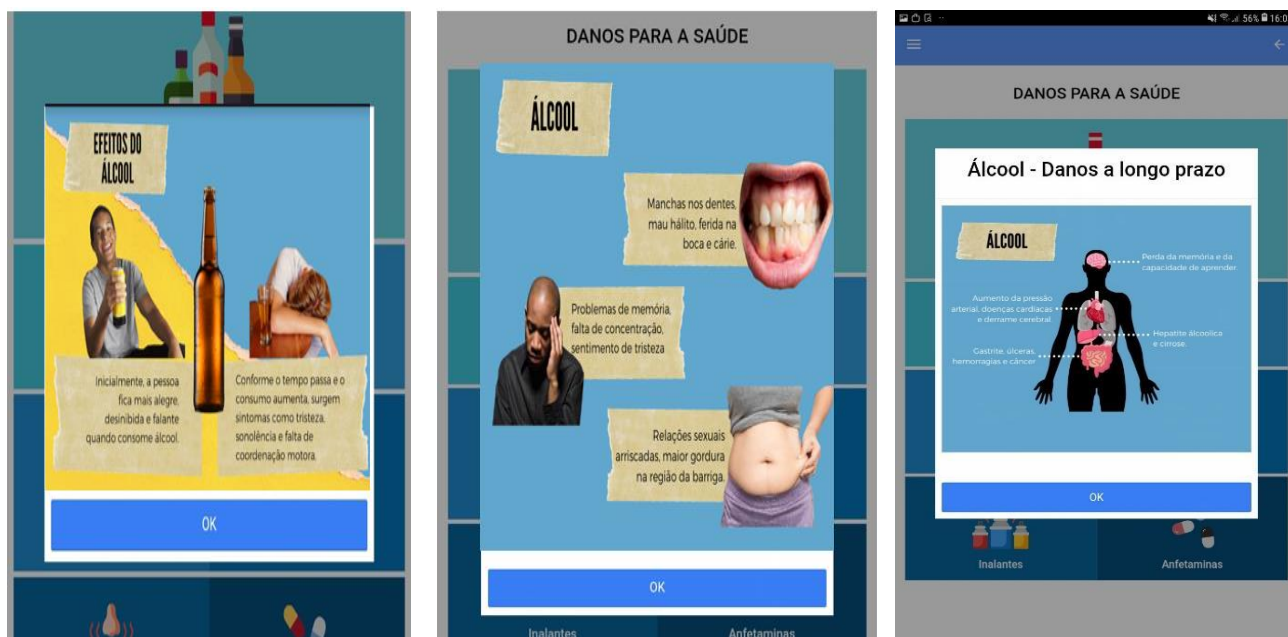 EFEITOS DO
ÁLCOOL
Inicialmente, a pessoa
fica mais alegre,
desinibida e falante
quando consome álcool.
Conforme o tempo passa e o
consumo aumenta, surgem
sintomas como tristeza,
sonolência e falta de
coordenação motora.
OK
DANOS PARA A SAÚDE
ÁLCOOL
Manchas nos dentes,
mau hálito, ferida na
boca e cárie.
Problemas de memória,
falta de concentração,
sentimento de tristeza
Relações sexuais
arriscadas, maior gordura
na região da barriga.
OK
Inalantes
Anfetaminas
56% 16:0
DANOS PARA A SAÚDE
Álcool - Danos a longo prazo
ÁLCOOL
Perda da memória e da
capacidade de aprender
Aumento da pressão
arterial, doenças cardíacas
e derrame cerebral.
Hepatite álcoolica
e cirrose.
Gastrite, úlceras,
hemorragias e câncer
OK
Inalantes
Anfetaminas